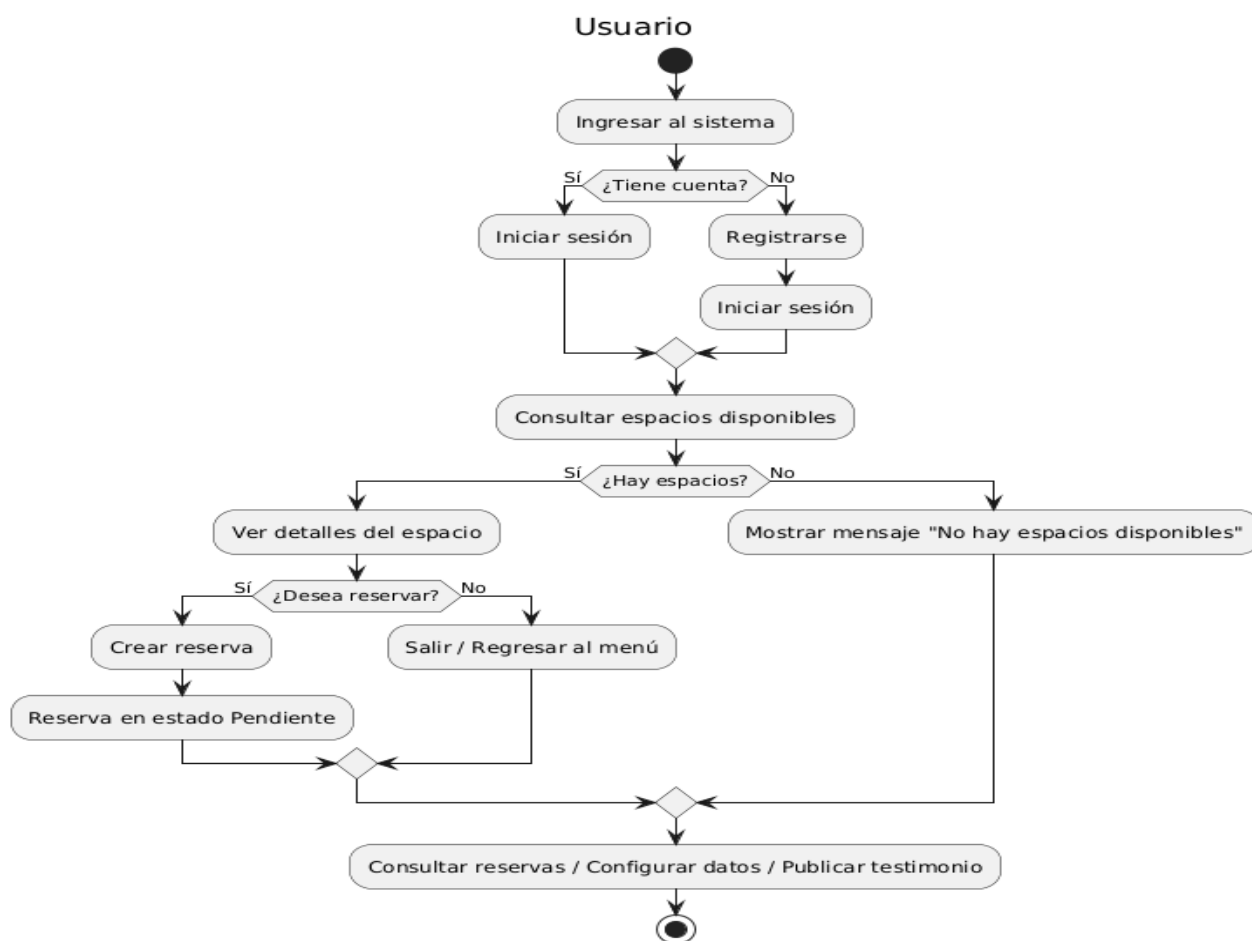 Usuario
Ingresar al sistema
Sí
¿Tiene cuenta?
No
Iniciar sesión
Registrarse
Iniciar sesión
Consultar espacios disponibles
Sí
¿Hay espacios?
No
Ver detalles del espacio
Mostrar mensaje "No hay espacios disponibles"
Sí
¿Desea reservar?
No
Crear reserva
Salir / Regresar al menú
Reserva en estado Pendiente
Consultar reservas / Configurar datos / Publicar testimonio